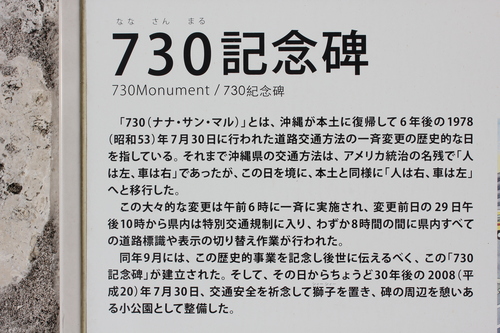 なな さん まる
730記念碑
730Monument / 730紀念碑
「730（ナナ・サン・マル）」とは、沖縄が本土に復帰して6年後の1978
（昭和53）年7月30日に行われた道路交通方法の一斉変更の歴史的な日
を指している。それまで沖縄県の交通方法は、アメリカ統治の名残で「人
は左、車は右」であったが、この日を境に、本土と同様に「人は右、車は左」
へと移行した。
この大々的な変更は午前6時に一斉に実施され、変更前日の29日午
後10時から県内は特別交通規制に入り、わずか8時間の間に県内すべて
の道路標識や表示の切り替え作業が行われた。
同年9月には、この歴史的事業を記念し後世に伝えるべく、この「730
記念碑」が建立された。そして、その日からちょうど30年後の2008（平
成20）年7月30日、交通安全を祈念して獅子を置き、碑の周辺を憩いあ
る小公園として整備した。